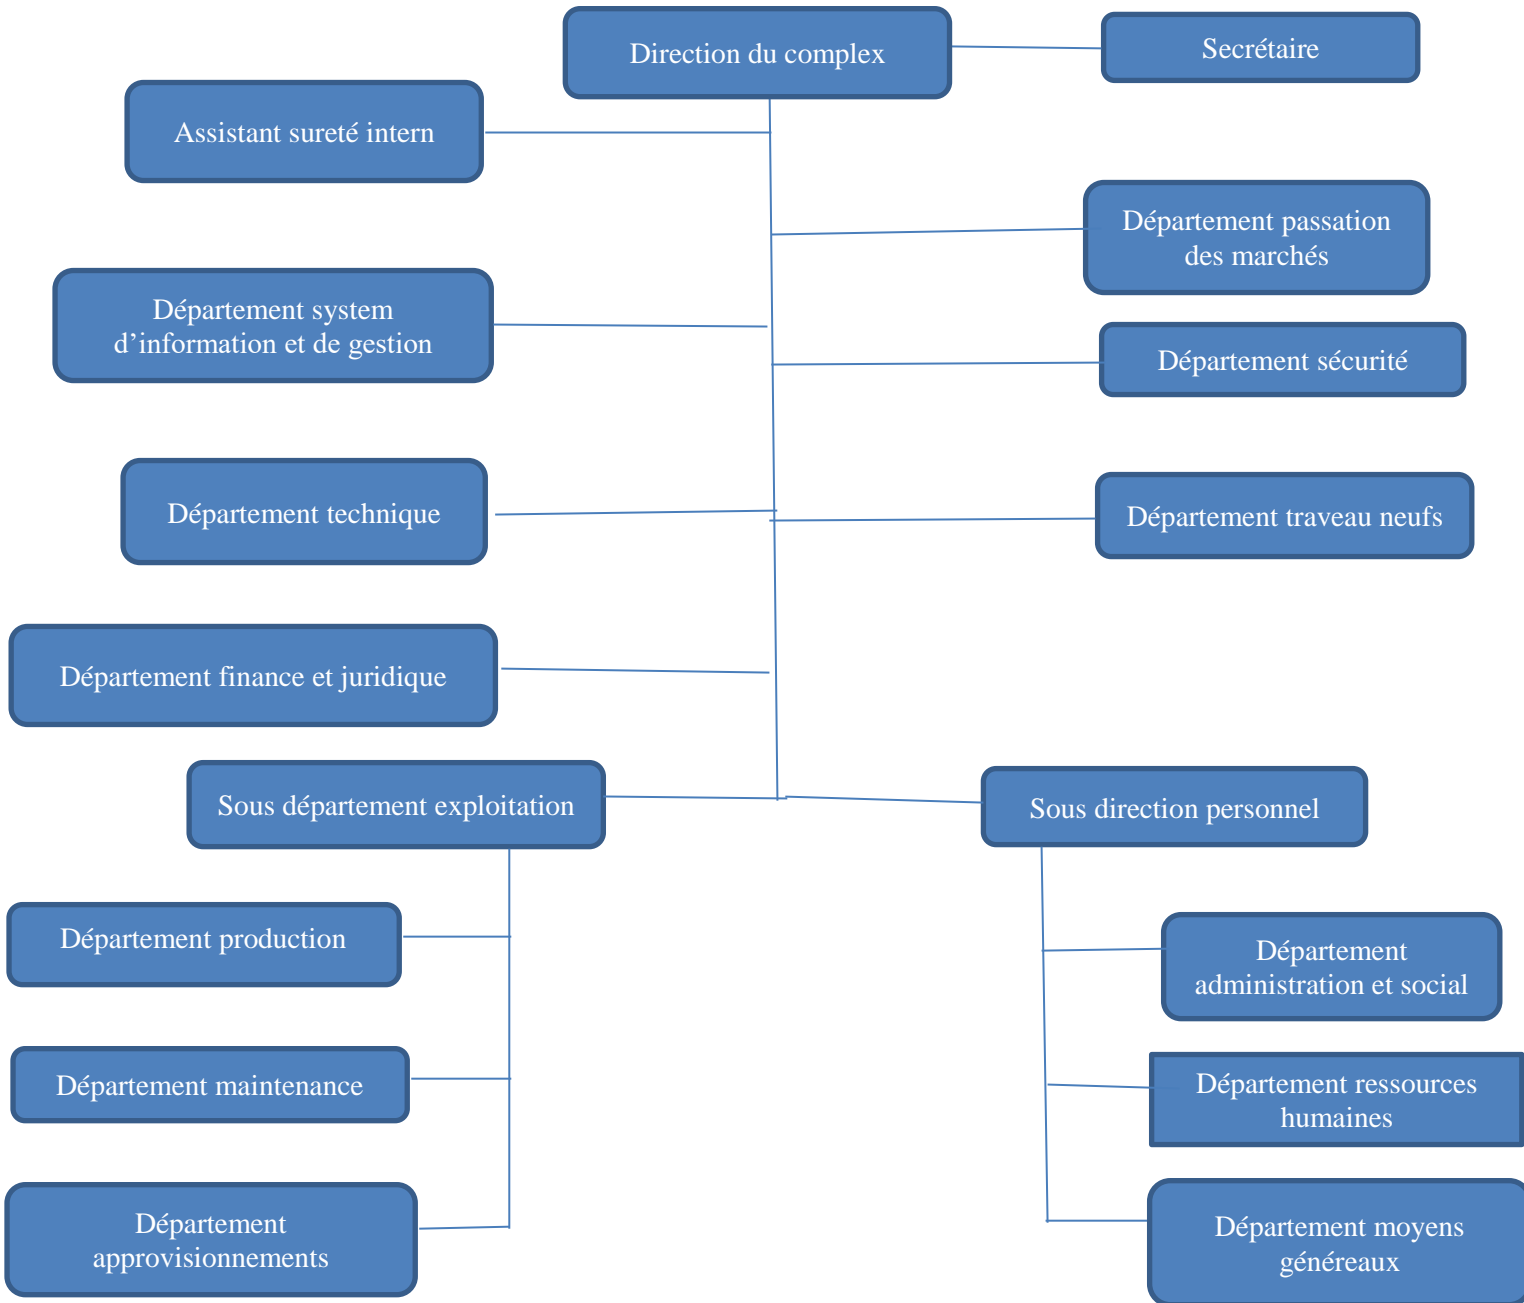 Direction du complex
Secrétaire
Assistant sureté intern
Département passation
des marchés
Département system
d’information et de gestion
Département sécurité
Département technique
Département traveau neufs
Département finance et juridique
Sous département exploitation
Sous direction personnel
Département production
Département
administration et social
Département maintenance
Département ressources
humaines
Département
approvisionnements
Département moyens
généreaux